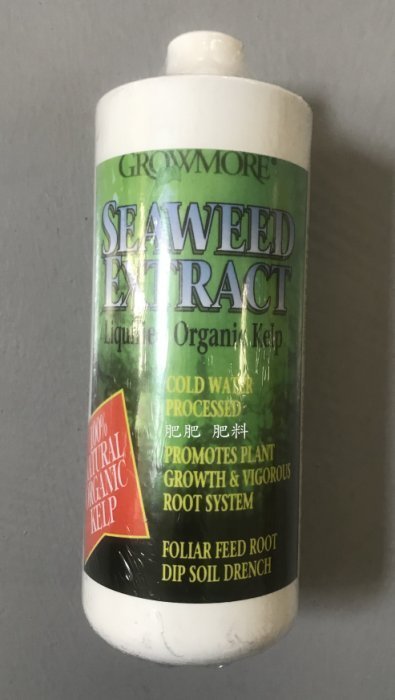 GROWMORE
SEAWEED
EXTRACT
Organic Kelp
COLD WATER
PROCESSED
肥肥 肥料
PROMOTES PLANT
GROWTH & VIGOROUS
ROOT SYSTEM
100%
NATURAL
ORGANIC
KELP
FOLIAR FEED ROOT
DIP SOIL DRENCH